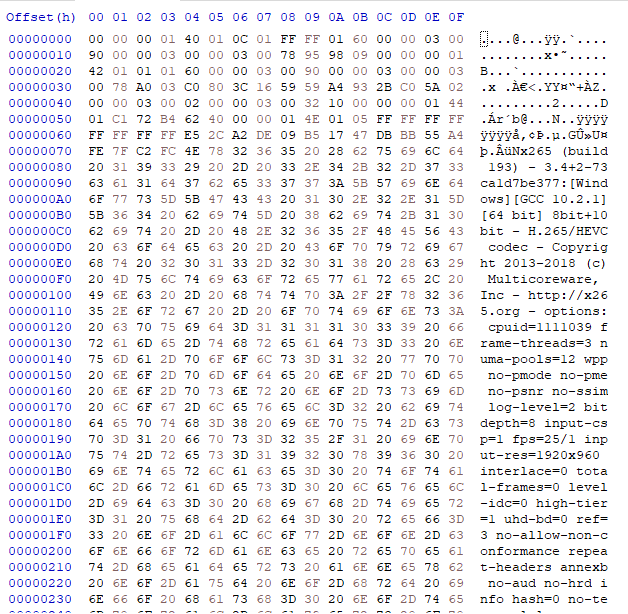 Offset(h) 00 01 02 03 04 05 06 07 08 09 0A 0B 0C 0D 0E 0F
00000000 00 00 00 01 40 01 0C 01 FF FF 01 60 00 00 03 00 ....@...ÿÿ.`....
00000010 90 00 00 03 00 00 03 00 78 95 98 09 00 00 00 01 ........x•˜.....
00000020 42 01 01 01 60 00 00 03 00 90 00 00 03 00 00 03 B...`...........
00000030 00 78 A0 03 C0 80 3C 16 59 59 A4 93 2B C0 5A 02 .x .À€<.YY¤“+ÀZ.
00000040 00 00 03 00 02 00 00 03 00 32 10 00 00 00 01 44 .........2.....D
00000050 01 C1 72 B4 62 40 00 00 01 4E 01 05 FF FF FF FF .Ár´b@...N..ÿÿÿÿ
00000060 FF FF FF FF E5 2C A2 DE 09 B5 17 47 DB BB 55 A4 ÿÿÿÿå,¢Þ.µ.GÛ»U¤
00000070 FE 7F C2 FC 4E 78 32 36 35 20 28 62 75 69 6C 64 þ.ÂüNx265 (build
00000080 20 31 39 33 29 20 2D 20 33 2E 34 2B 32 2D 37 33 193) - 3.4+2-73
00000090 63 61 31 64 37 62 65 33 37 37 3A 5B 57 69 6E 64 ca1d7be377:[Wind
000000A0 6F 77 73 5D 5B 47 43 43 20 31 30 2E 32 2E 31 5D ows][GCC 10.2.1]
000000B0 5B 36 34 20 62 69 74 5D 20 38 62 69 74 2B 31 30 [64 bit] 8bit+10
000000C0 62 69 74 20 2D 20 48 2E 32 36 35 2F 48 45 56 43 bit - H.265/HEVC
000000D0 20 63 6F 64 65 63 20 2D 20 43 6F 70 79 72 69 67 codec - Copyrig
000000E0 68 74 20 32 30 31 33 2D 32 30 31 38 20 28 63 29 ht 2013-2018 (c)
000000F0 20 4D 75 6C 74 69 63 6F 72 65 77 61 72 65 2C 20 Multicoreware,
00000100 49 6E 63 20 2D 20 68 74 74 70 3A 2F 2F 78 32 36 Inc - http://x26
00000110 35 2E 6F 72 67 20 2D 20 6F 70 74 69 6F 6E 73 3A 5.org - options:
00000120 20 63 70 75 69 64 3D 31 31 31 31 30 33 39 20 66 cpuid=1111039 f
00000130 72 61 6D 65 2D 74 68 72 65 61 64 73 3D 33 20 6E rame-threads=3 n
00000140 75 6D 61 2D 70 6F 6F 6C 73 3D 31 32 20 77 70 70 uma-pools=12 wpp
00000150 20 6E 6F 2D 70 6D 6F 64 65 20 6E 6F 2D 70 6D 65 no-pmode no-pme
00000160 20 6E 6F 2D 70 73 6E 72 20 6E 6F 2D 73 73 69 6D no-psnr no-ssim
00000170 20 6C 6F 67 2D 6C 65 76 65 6C 3D 32 20 62 69 74 log-level=2 bit
00000180 64 65 70 74 68 3D 38 20 69 6E 70 75 74 2D 63 73 depth=8 input-cs
00000190 70 3D 31 20 66 70 73 3D 32 35 2F 31 20 69 6E 70 p=1 fps=25/1 inp
000001A0 75 74 2D 72 65 73 3D 31 39 32 30 78 39 36 30 20 ut-res=1920x960
000001B0 69 6E 74 65 72 6C 61 63 65 3D 30 20 74 6F 74 61 interlace=0 tota
000001C0 6C 2D 66 72 61 6D 65 73 3D 30 20 6C 65 76 65 6C l-frames=0 level
000001D0 2D 69 64 63 3D 30 20 68 69 67 68 2D 74 69 65 72 -idc=0 high-tier
000001E0 3D 31 20 75 68 64 2D 62 64 3D 30 20 72 65 66 3D =1 uhd-bd=0 ref=
000001F0 33 20 6E 6F 2D 61 6C 6C 6F 77 2D 6E 6F 6E 2D 63 3 no-allow-non-c
00000200 6F 6E 66 6F 72 6D 61 6E 63 65 20 72 65 70 65 61 onformance repea
00000210 74 2D 68 65 61 64 65 72 73 20 61 6E 6E 65 78 62 t-headers annexb
00000220 20 6E 6F 2D 61 75 64 20 6E 6F 2D 68 72 64 20 69 no-aud no-hrd i
00000230 6E 66 6F 20 68 61 73 68 3D 30 20 6E 6F 2D 74 65 nfo hash=0 no-te